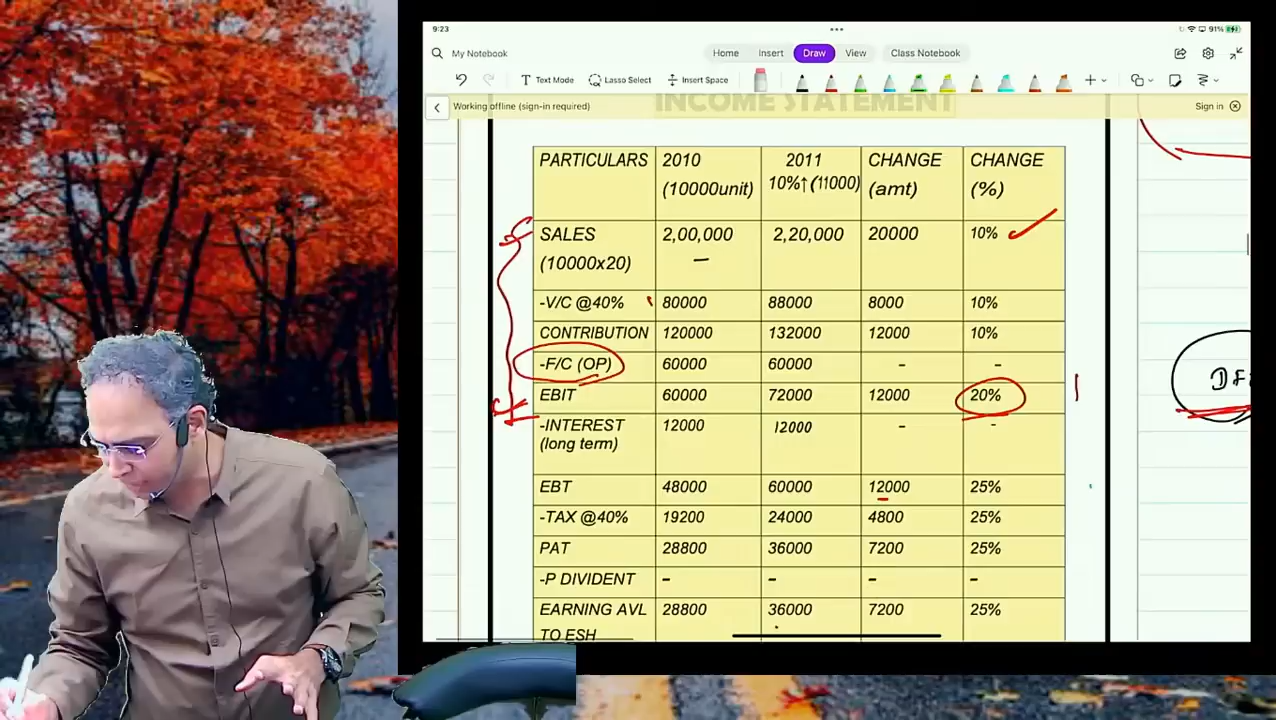 9:23
91%
My Notebook
Home Insert Draw View Class Notebook
Text Mode Lasso Select Insert Space
Working offline (sign-in required)
Sign in
INCOME STATEMENT
PARTICULARS 2010 (10000unit) 2011 10%↑(11000) CHANGE (amt) CHANGE (%)
SALES (10000x20) 2,00,000 2,20,000 20000 10%
-V/C @40% 80000 88000 8000 10%
CONTRIBUTION 120000 132000 12000 10%
-F/C (OP) 60000 60000 - -
EBIT 60000 72000 12000 20%
-INTEREST (long term) 12000 12000 - -
EBT 48000 60000 12000 25%
-TAX @40% 19200 24000 4800 25%
PAT 28800 36000 7200 25%
-P DIVIDENT - - - -
EARNING AVL TO ESH 28800 36000 7200 25%